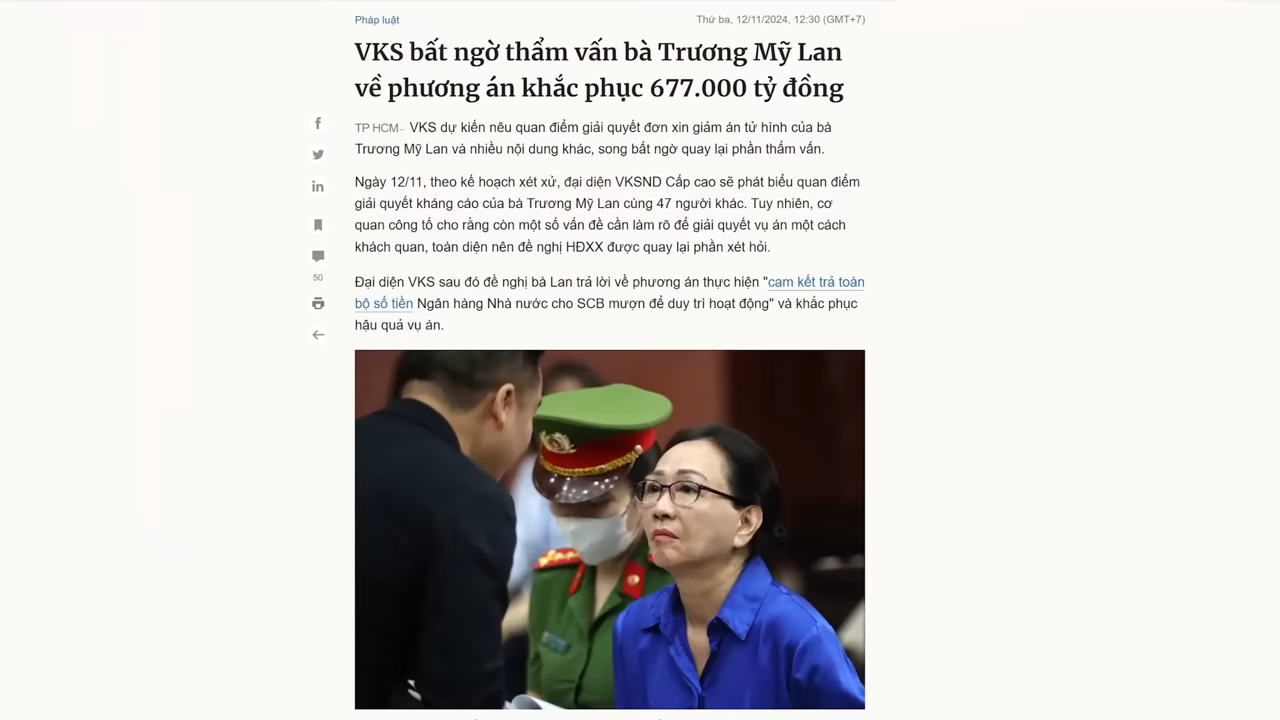 Pháp luật
Thứ ba, 12/11/2024, 12:30 (GMT+7)
VKS bất ngờ thẩm vấn bà Trương Mỹ Lan
về phương án khắc phục 677.000 tỷ đồng
TP HCM– VKS dự kiến nêu quan điểm giải quyết đơn xin giảm án tử hình của bà
Trương Mỹ Lan và nhiều nội dung khác, song bất ngờ quay lại phần thẩm vấn.
Ngày 12/11, theo kế hoạch xét xử, đại diện VKSND Cấp cao sẽ phát biểu quan điểm
giải quyết kháng cáo của bà Trương Mỹ Lan cùng 47 người khác. Tuy nhiên, cơ
quan công tố cho rằng còn một số vấn đề cần làm rõ để giải quyết vụ án một cách
khách quan, toàn diện nên đề nghị HĐXX được quay lại phần xét hỏi.
50
Đại diện VKS sau đó đề nghị bà Lan trả lời về phương án thực hiện "cam kết trả toàn
bộ số tiền Ngân hàng Nhà nước cho SCB mượn để duy trì hoạt động" và khắc phục
hậu quả vụ án.